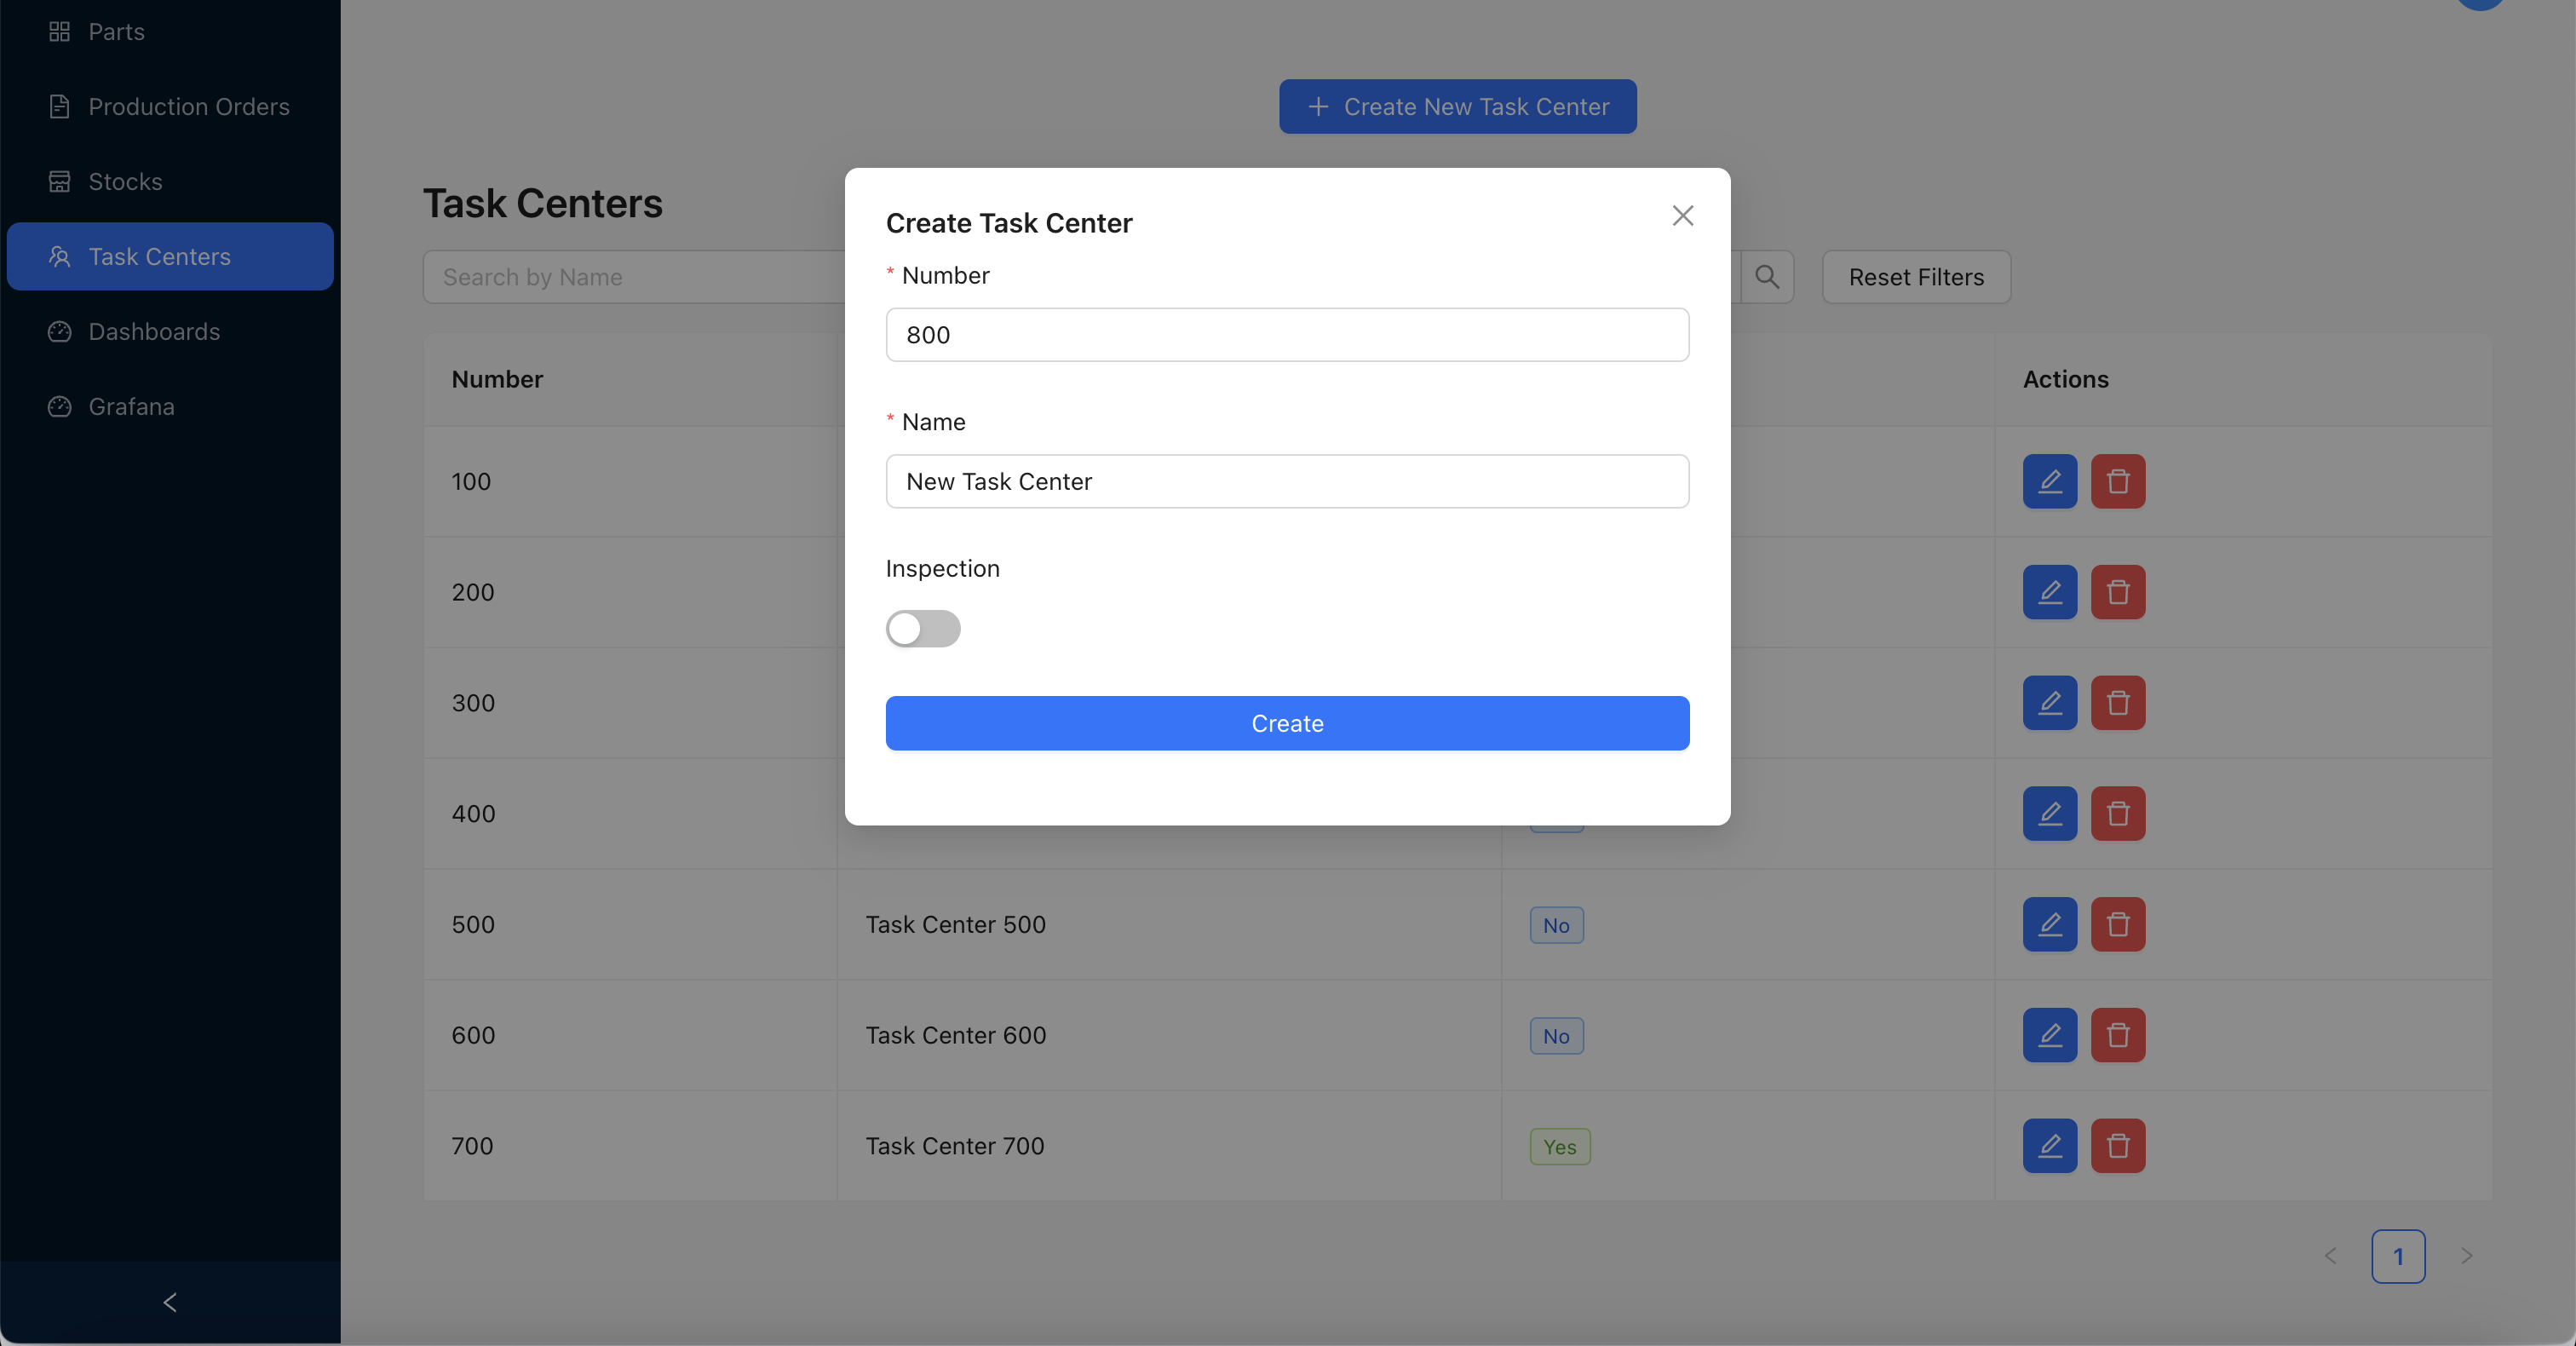 Parts
Production Orders
Stocks
Task Centers
Dashboards
Grafana
+ Create New Task Center
Task Centers
Search by Name
Reset Filters
Create Task Center
* Number
800
* Name
New Task Center
Inspection
Create
Number
Actions
100
200
300
400
500 Task Center 500 No
600 Task Center 600 No
700 Task Center 700 Yes
< 1 >